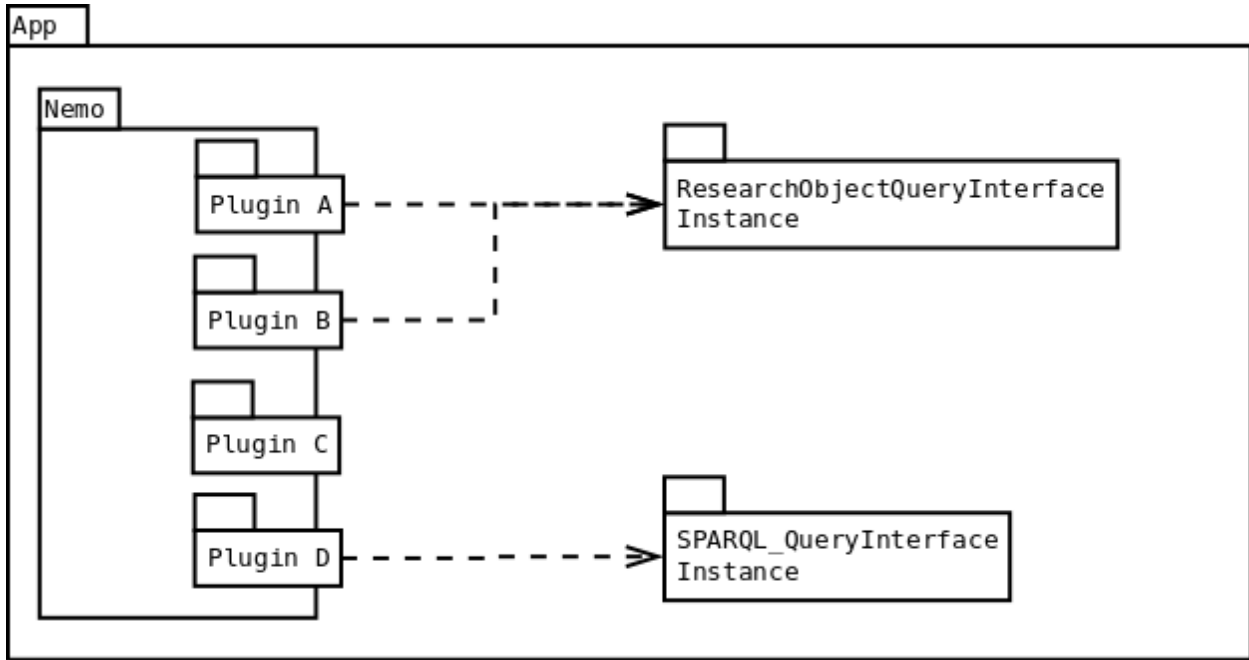 App
Nemo
Plugin A
ResearchObjectQueryInterface
Instance
Plugin B
Plugin C
Plugin D
SPARQL_QueryInterface
Instance